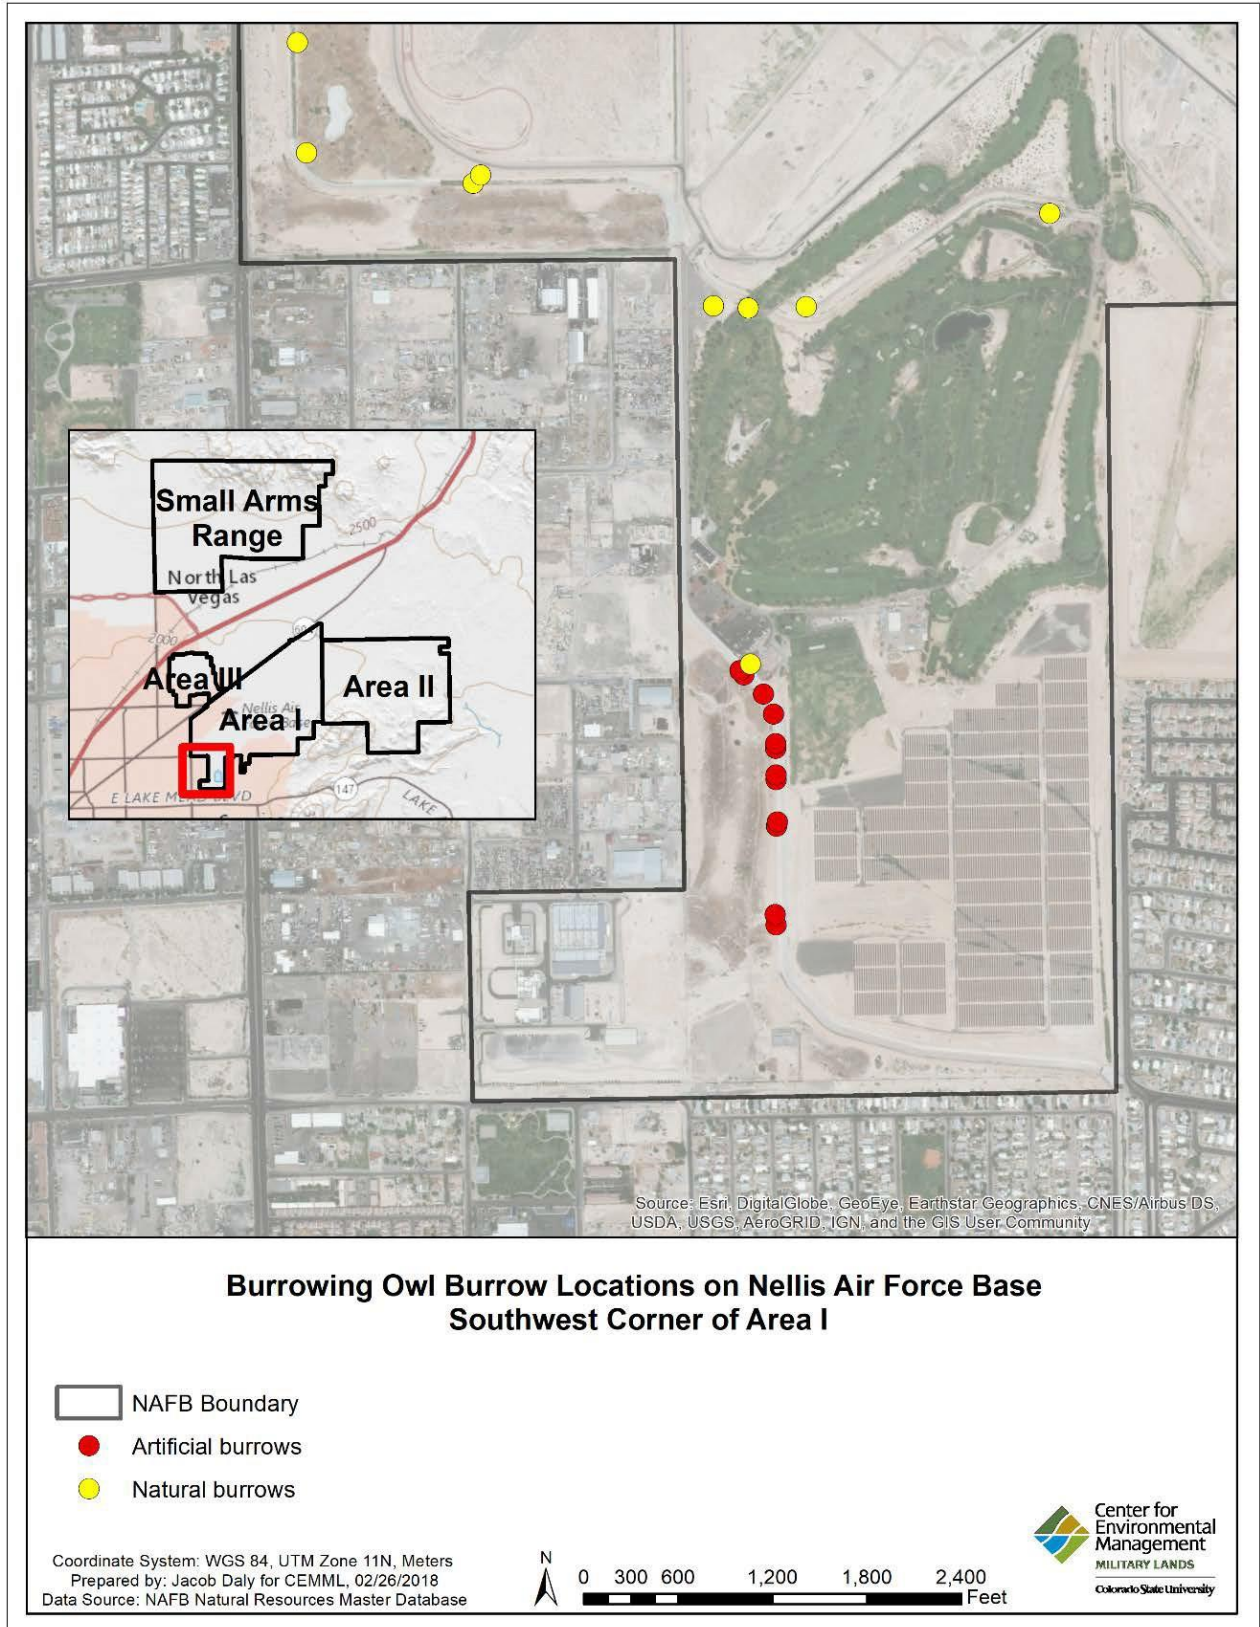 Small Arms
Range
2500
North Las
Vegas
2000
Area III
Area II
Nellis Air
Area I
147
E LAKE MEAD BLVD
LAKE
Source: Esri, DigitalGlobe, GeoEye, Earthstar Geographics, CNES/Airbus DS,
USDA, USGS, AeroGRID, IGN, and the GIS User Community
Burrowing Owl Burrow Locations on Nellis Air Force Base
Southwest Corner of Area I
NAFB Boundary
Artificial burrows
Natural burrows
Coordinate System: WGS 84, UTM Zone 11N, Meters
Prepared by: Jacob Daly for CEMML, 02/26/2018
Data Source: NAFB Natural Resources Master Database
N
0 300 600 1,200 1,800 2,400
Feet
Center for
Environmental
Management
MILITARY LANDS
Colorado State University